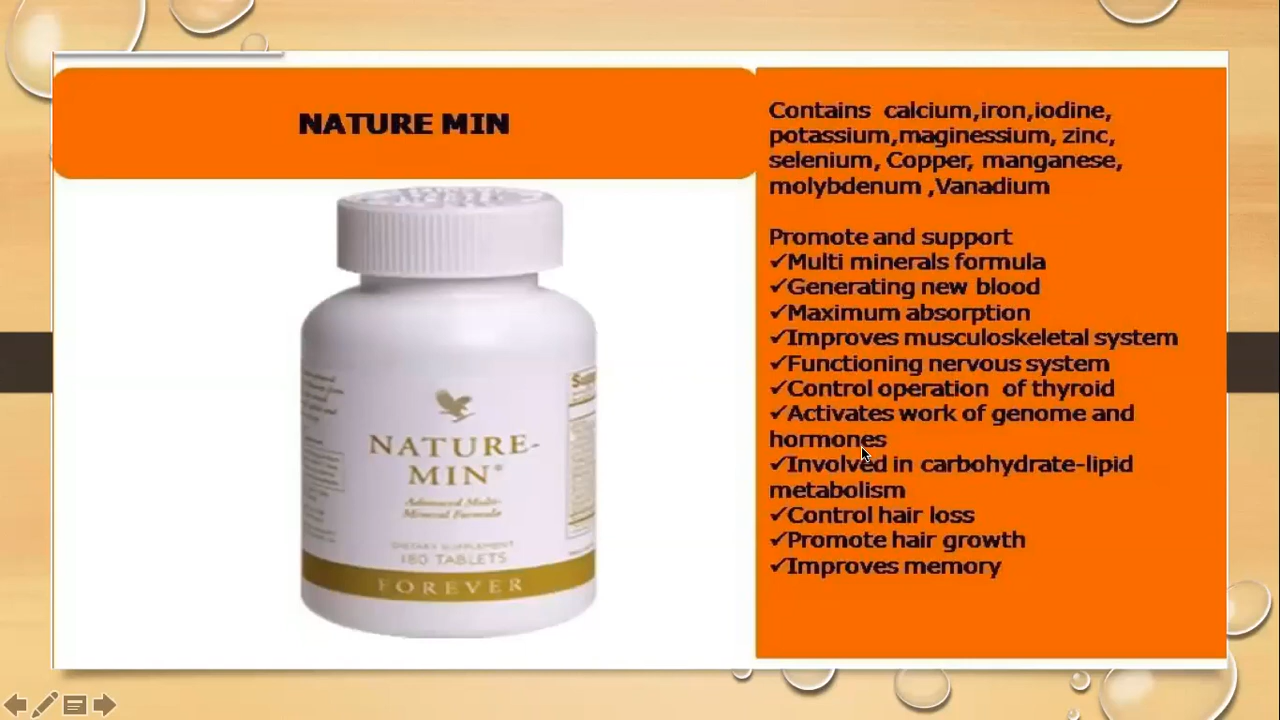 NATURE MIN
NATURE-
MIN®
Advanced Multi-
Mineral Formula
DIETARY SUPPLEMENT
180 TABLETS
FOREVER
Contains calcium,iron,iodine,
potassium,maginessium, zinc,
selenium, Copper, manganese,
molybdenum ,Vanadium
Promote and support
✓Multi minerals formula
✓Generating new blood
✓Maximum absorption
✓Improves musculoskeletal system
✓Functioning nervous system
✓Control operation of thyroid
✓Activates work of genome and
hormones
✓Involved in carbohydrate-lipid
metabolism
✓Control hair loss
✓Promote hair growth
✓Improves memory